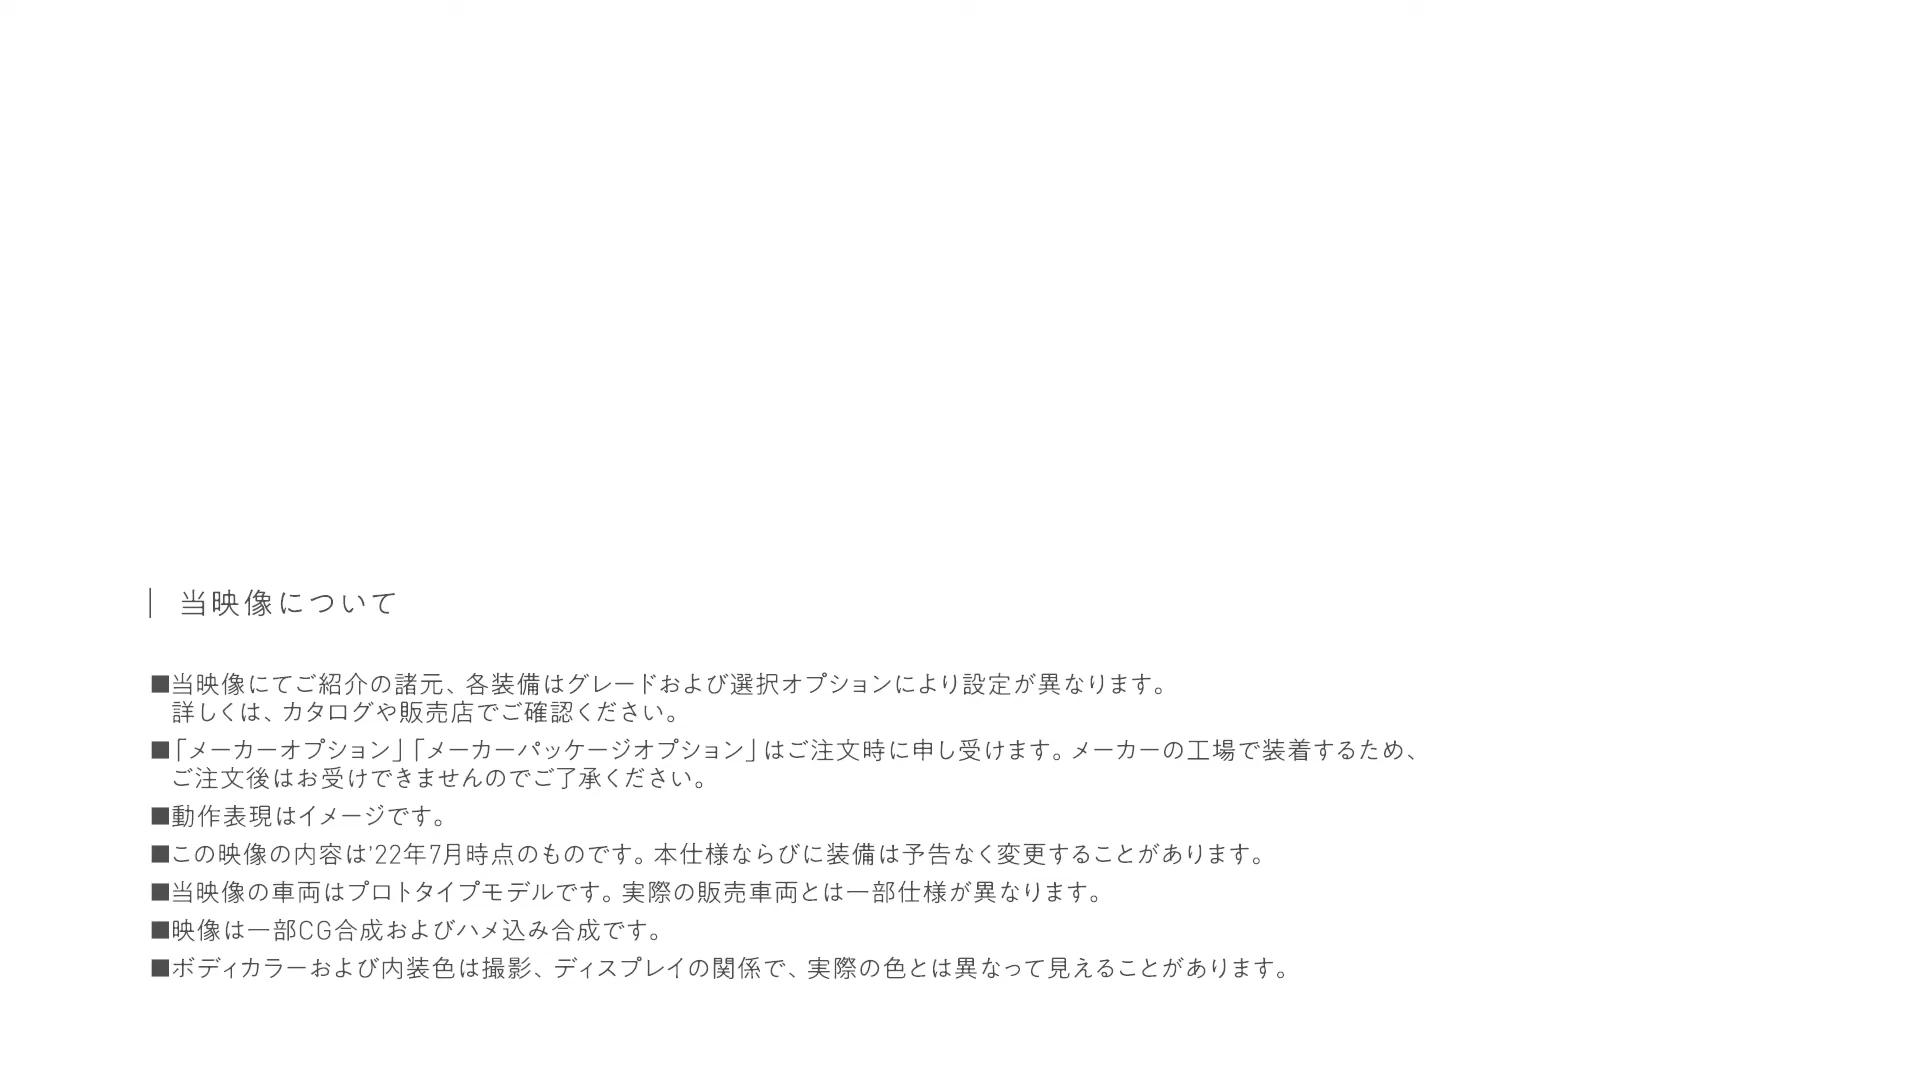 当映像について
■当映像にてご紹介の諸元、各装備はグレードおよび選択オプションにより設定が異なります。
詳しくは、カタログや販売店でご確認ください。
■「メーカーオプション」「メーカーパッケージオプション」はご注文時に申し受けます。メーカーの工場で装着するため、
ご注文後はお受けできませんのでご了承ください。
■動作表現はイメージです。
■この映像の内容は’22年7月時点のものです。本仕様ならびに装備は予告なく変更することがあります。
■当映像の車両はプロトタイプモデルです。実際の販売車両とは一部仕様が異なります。
■映像は一部CG合成およびハメ込み合成です。
■ボディカラーおよび内装色は撮影、ディスプレイの関係で、実際の色とは異なって見えることがあります。